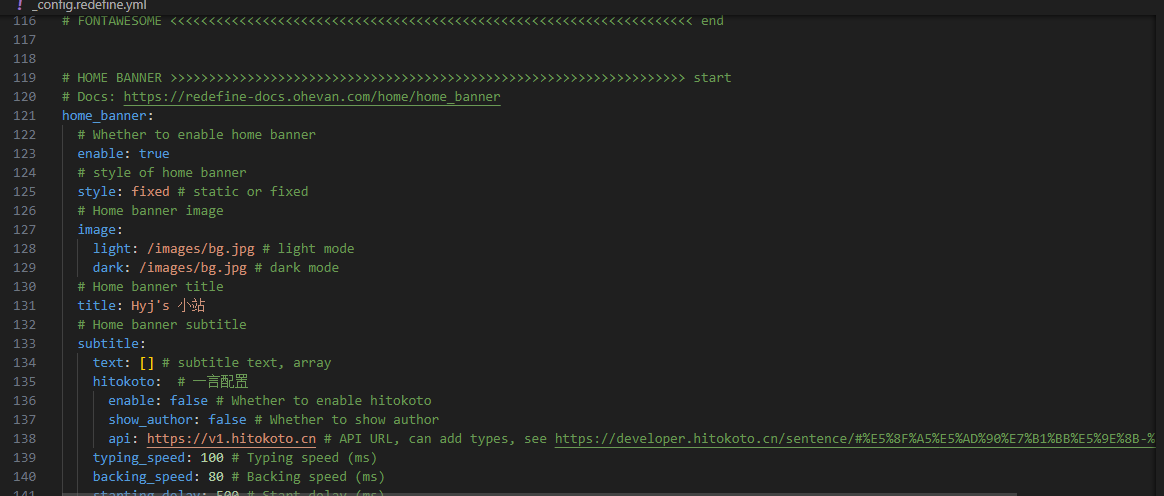 ! _config.redefine.yml
116 # FONTAWESOME <<<<<<<<<<<<<<<<<<<<<<<<<<<<<<<<<<<<<<<<<<<<<<<<<<<<<<<<<<<<<<<<<<<< end
117
118
119 # HOME BANNER >>>>>>>>>>>>>>>>>>>>>>>>>>>>>>>>>>>>>>>>>>>>>>>>>>>>>>>>>>>>>>>>>>> start
120 # Docs: https://redefine-docs.ohevan.com/home/home_banner
121 home_banner:
122 # Whether to enable home banner
123 enable: true
124 # style of home banner
125 style: fixed # static or fixed
126 # Home banner image
127 image:
128 light: /images/bg.jpg # light mode
129 dark: /images/bg.jpg # dark mode
130 # Home banner title
131 title: Hyj's 小站
132 # Home banner subtitle
133 subtitle:
134 text: [] # subtitle text, array
135 hitokoto:  # 一言配置
136 enable: false # Whether to enable hitokoto
137 show_author: false # Whether to show author
138 api: https://v1.hitokoto.cn # API URL, can add types, see https://developer.hitokoto.cn/sentence/#%E5%8F%A5%E5%AD%90%E7%B1%BB%E5%9E%8B-%
139 typing_speed: 100 # Typing speed (ms)
140 backing_speed: 80 # Backing speed (ms)
141 starting_delay: 500 # Start delay (ms)